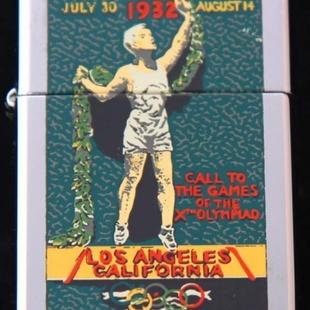 JULY 30 1932 AUGUST 14
CALL TO
THE GAMES
OF THE
XTH OLYMPIAD
LOS ANGELES
CALIFORNIA